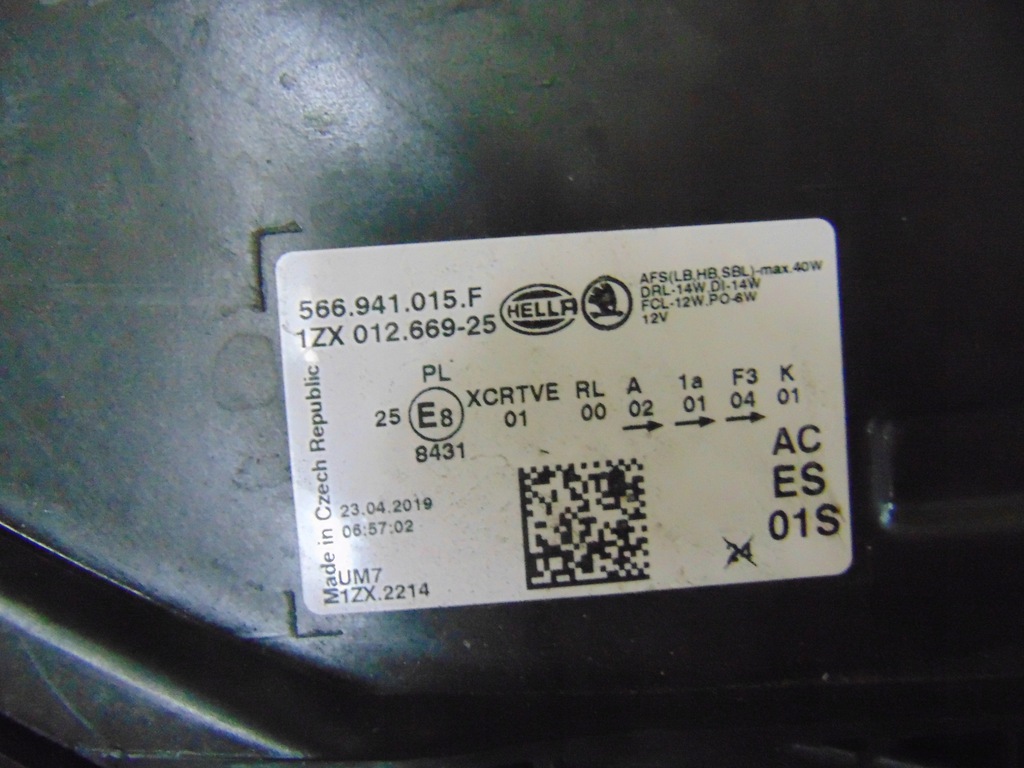 566.941.015.F
1ZX 012.669-25
HELLA
AFS(LB,HB,SBL)-max.40W
DRL-14W,DI-14W
FCL-12W,PO-6W
12V
PL
25 E8 XCRTVE RL A 1a F3 K
01 00 02 01 04 01
8431
AC
ES
01S
23.04.2019
06:57:02
UM7
1ZX.2214
Made in Czech Republic